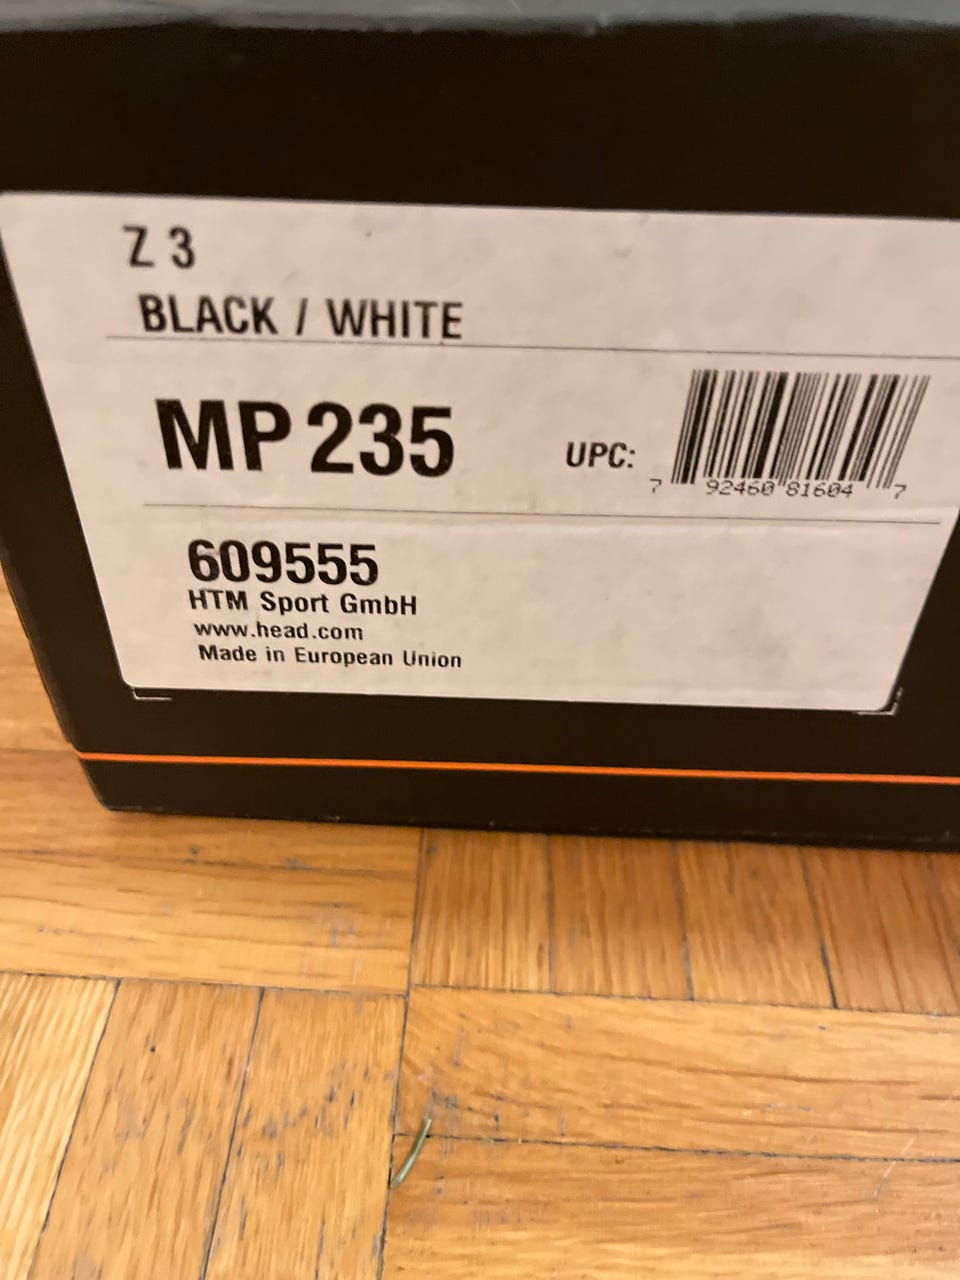 Z 3
BLACK / WHITE
MP 235
UPC:
7 92460 81604 7
609555
HTM Sport GmbH
www.head.com
Made in European Union